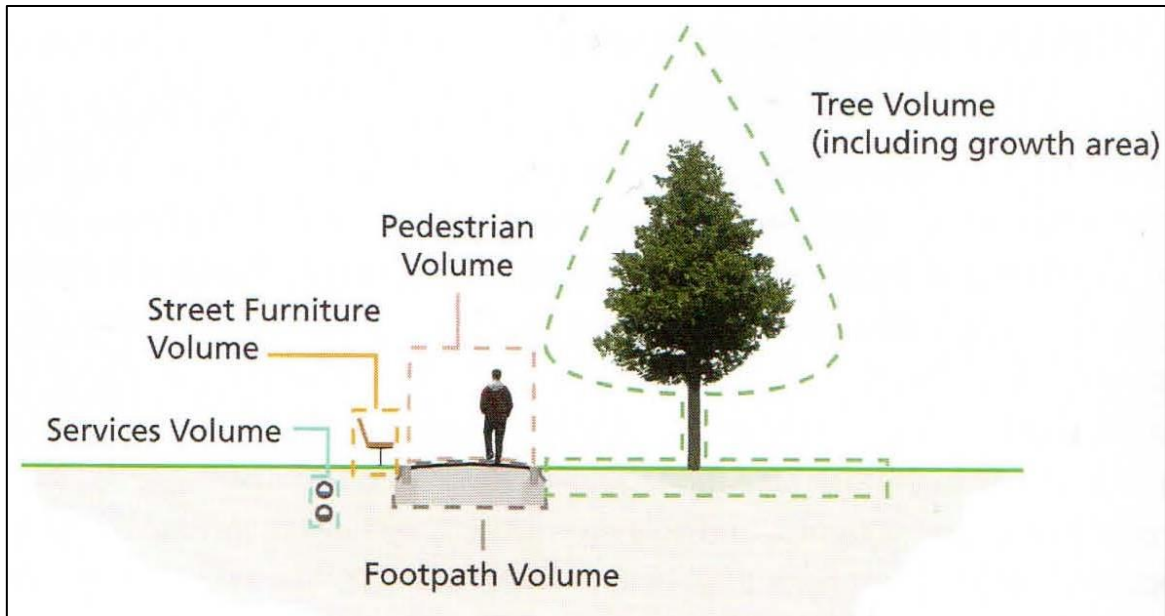 Tree Volume
(including growth area)
Pedestrian
Volume
Street Furniture
Volume
Services Volume
Footpath Volume